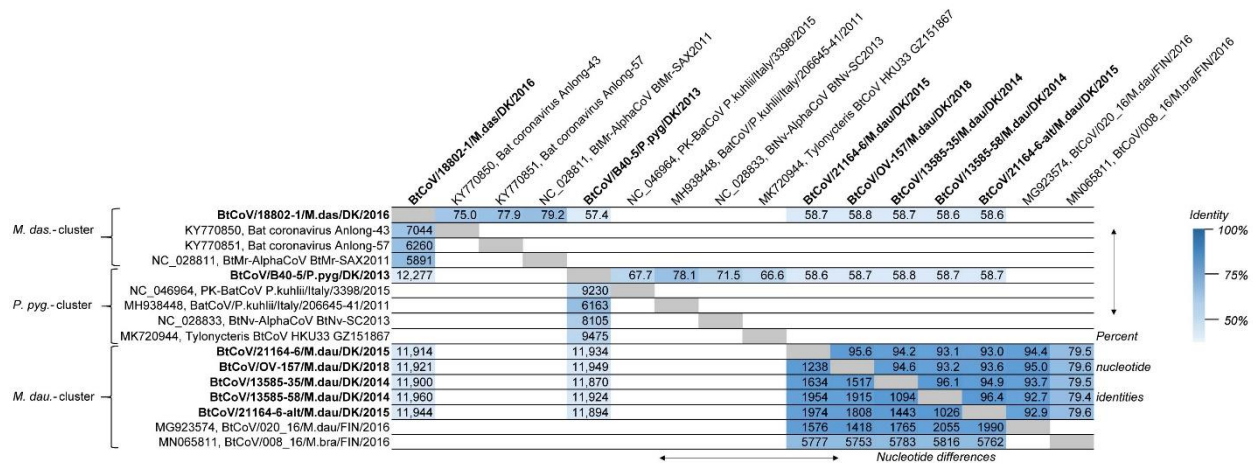 BtCoV/18802-1/M.das/DK/2016
KY770850, Bat coronavirus Anlong-43
KY770851, Bat coronavirus Anlong-57
NC_028811, BtMr-AlphaCoV BtMr-SAX2011
BtCoV/B40-5/P.pyg/DK/2013
NC_046964, PK-BatCoV P.kuhlii/Italy/3398/2015
MH938448, BatCoV/P.kuhlii/Italy/206645-41/2011
NC_028833, BtNv-AlphaCoV BtNv-SC2013
MK720944, Tylonycteris BtCoV HKU33 GZ151867
BtCoV/21164-6/M.dau/DK/2015
BtCoV/OV-157/M.dau/DK/2018
BtCoV/13585-35/M.dau/DK/2014
BtCoV/13585-58/M.dau/DK/2014
BtCoV/21164-6-alt/M.dau/DK/2015
MG923574, BtCoV/020_16/M.dau/FIN/2016
MN065811, BtCoV/008_16/M.bra/FIN/2016
M. das.- cluster
BtCoV/18802-1/M.das/DK/2016 75.0 77.9 79.2 57.4 58.7 58.8 58.7 58.6 58.6
KY770850, Bat coronavirus Anlong-43 7044
KY770851, Bat coronavirus Anlong-57 6260
NC_028811, BtMr-AlphaCoV BtMr-SAX2011 5891
P. pyg.- cluster
BtCoV/B40-5/P.pyg/DK/2013 12,277 67.7 78.1 71.5 66.6 58.6 58.7 58.8 58.7 58.7
NC_046964, PK-BatCoV P.kuhlii/Italy/3398/2015 9230
MH938448, BatCoV/P.kuhlii/Italy/206645-41/2011 6163
NC_028833, BtNv-AlphaCoV BtNv-SC2013 8105
MK720944, Tylonycteris BtCoV HKU33 GZ151867 9475 Percent
M. dau.- cluster
BtCoV/21164-6/M.dau/DK/2015 11,914 11,934 95.6 94.2 93.1 93.0 94.4 79.5
BtCoV/OV-157/M.dau/DK/2018 11,921 11,949 1238 94.6 93.2 93.6 95.0 79.6 nucleotide
BtCoV/13585-35/M.dau/DK/2014 11,900 11,870 1634 1517 96.1 94.9 93.7 79.5
BtCoV/13585-58/M.dau/DK/2014 11,960 11,924 1954 1915 1094 96.4 92.7 79.4 identities
BtCoV/21164-6-alt/M.dau/DK/2015 11,944 11,894 1974 1808 1443 1026 92.9 79.6
MG923574, BtCoV/020_16/M.dau/FIN/2016 1576 1418 1765 2055 1990
MN065811, BtCoV/008_16/M.bra/FIN/2016 5777 5753 5783 5816 5762
Nucleotide differences
Identity
100%
75%
50%